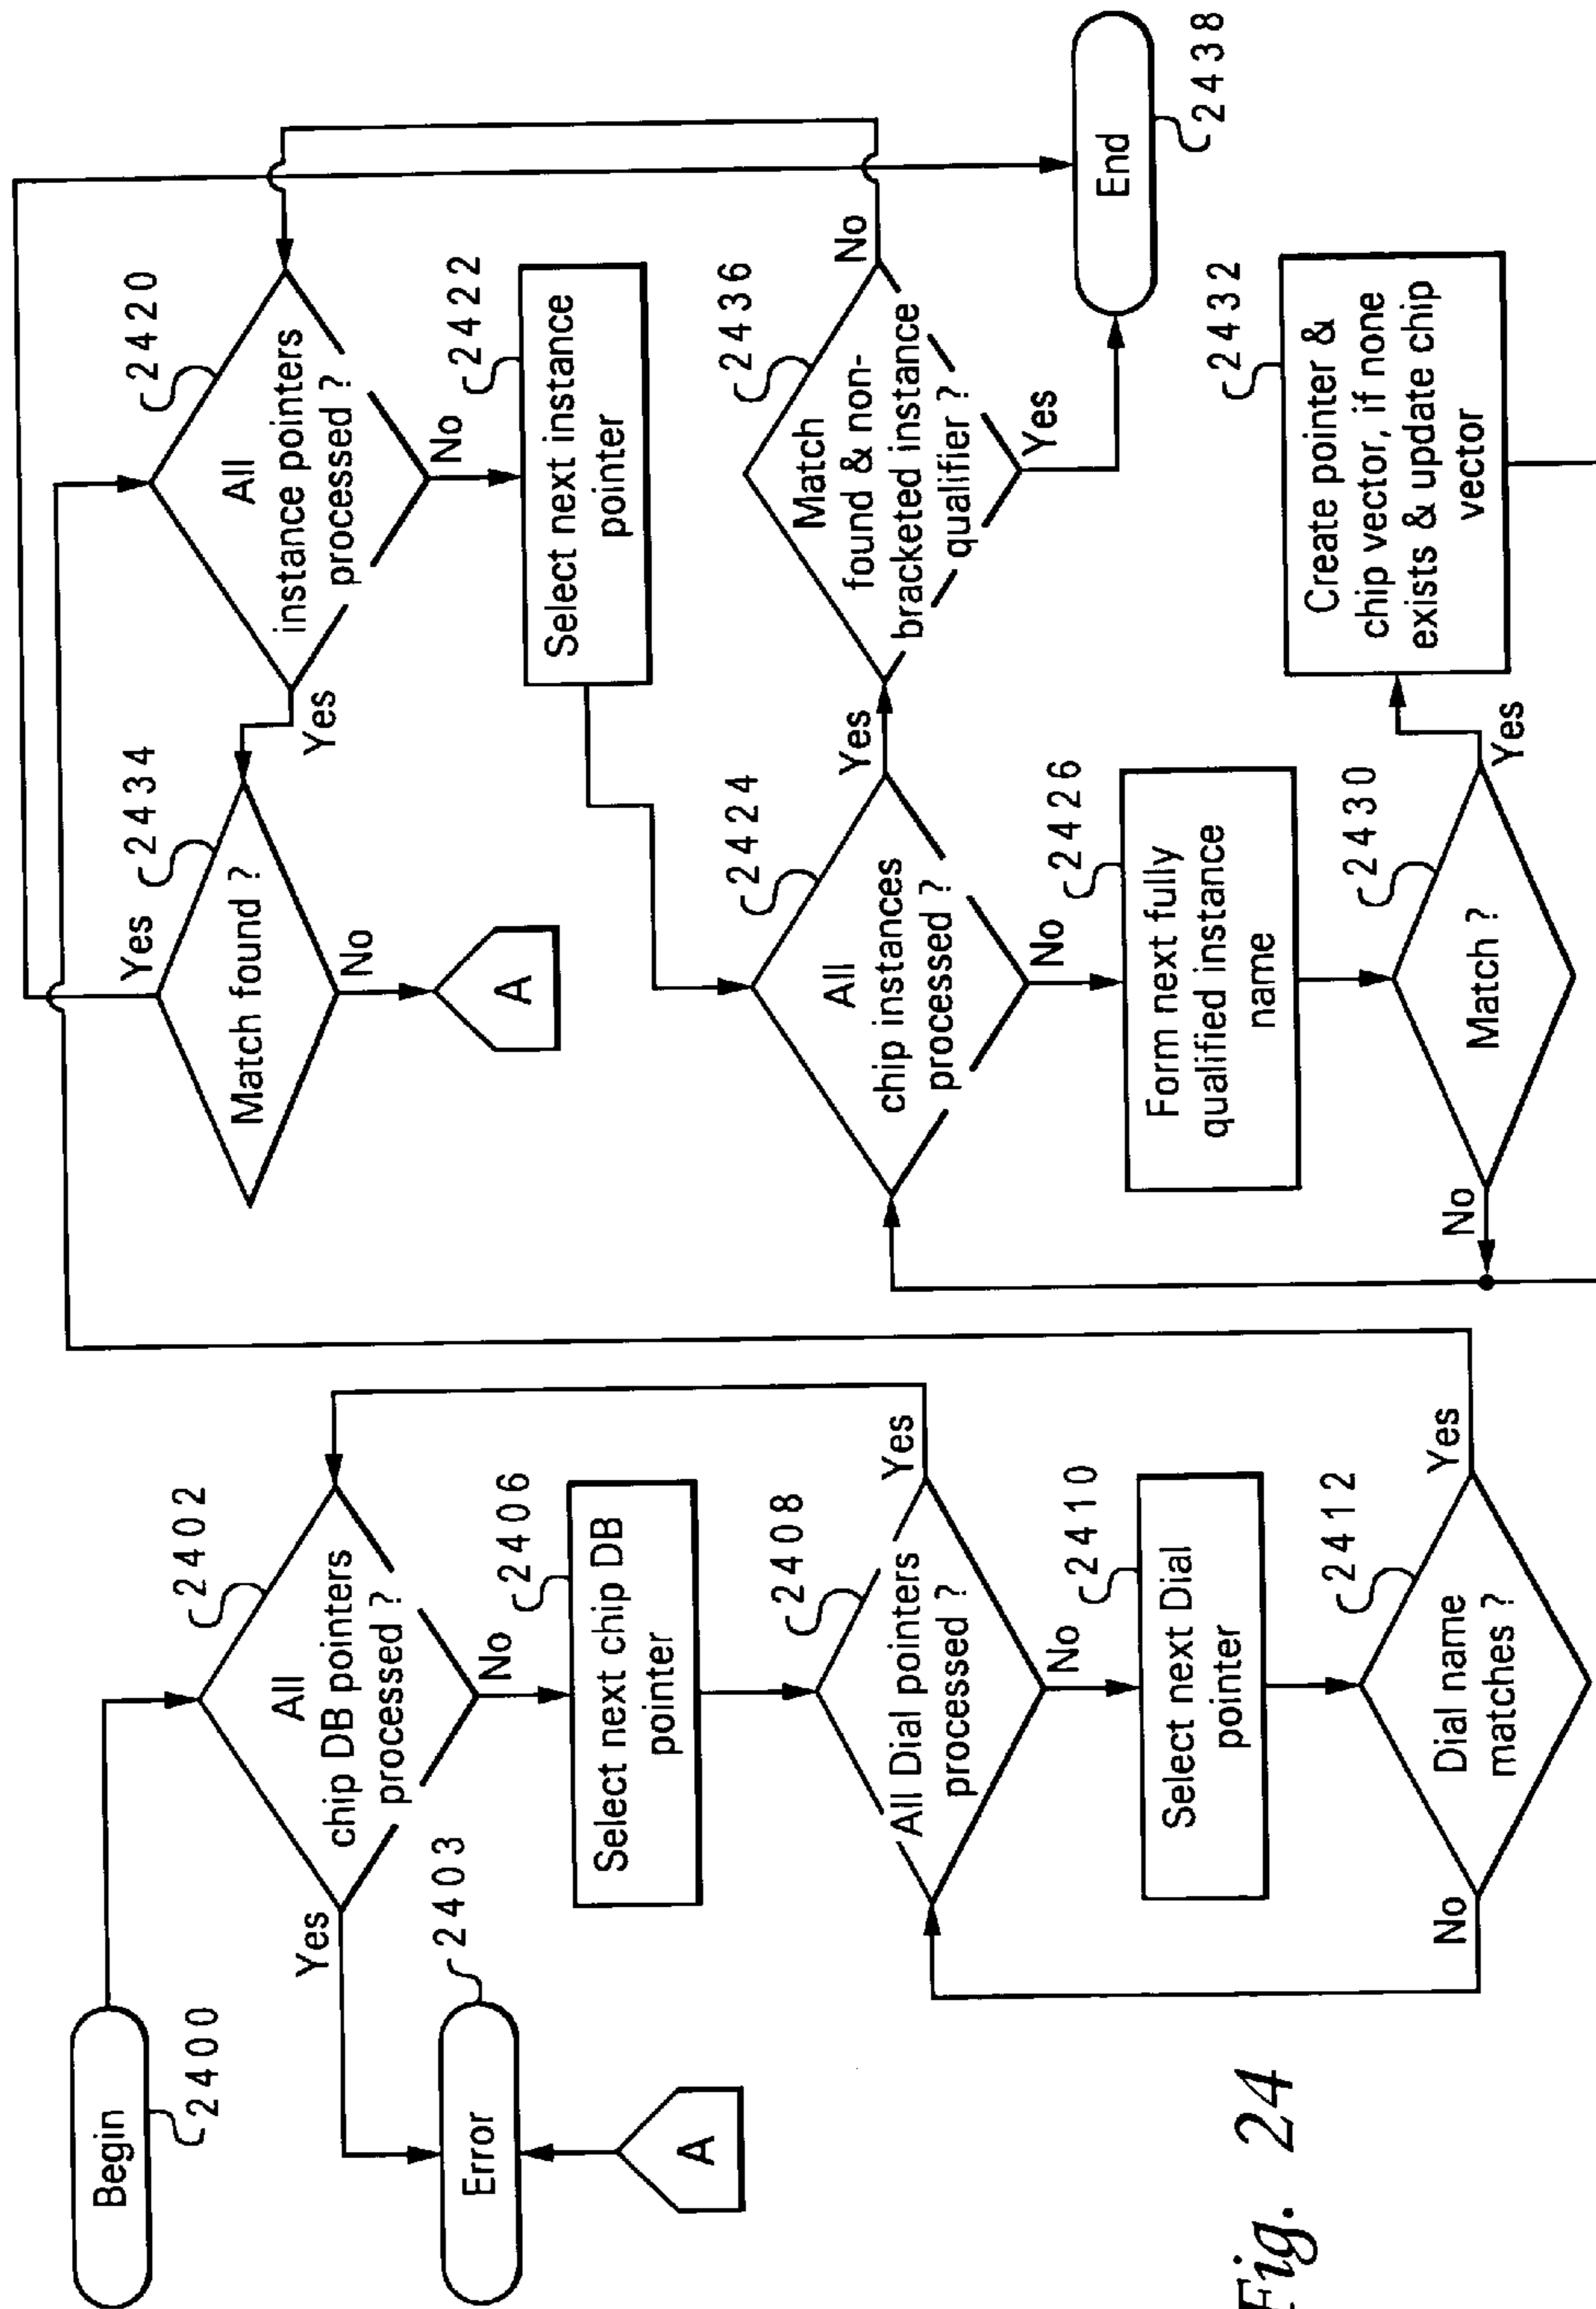 Begin
2400
All
chip DB pointers
processed ?
2402
Yes
No
Error
2403
A
Select next chip DB
pointer
2406
All Dial pointers
processed ?
2408
Yes
No
Select next Dial
pointer
2410
Dial name
matches ?
2412
No
Yes
Match found ?
2434
Yes
No
A
All
instance pointers
processed ?
2420
Yes
No
Select next instance
pointer
2422
All
chip instances
processed ?
2424
Yes
No
Form next fully
qualified instance
name
2426
Match ?
2430
No
Yes
Match
found & non-
bracketed instance
qualifier ?
2436
No
Yes
Create pointer &
chip vector, if none
exists & update chip
vector
2432
End
2438
Fig. 24